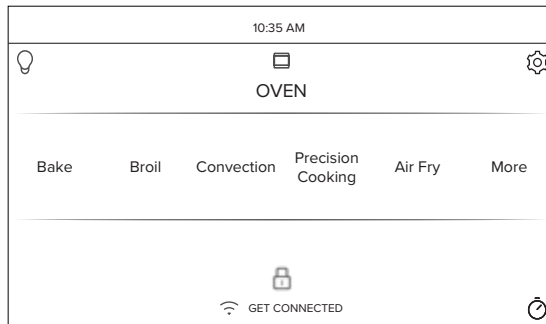 10:35 AM
OVEN
Bake Broil Convection Precision Cooking Air Fry More
GET CONNECTED